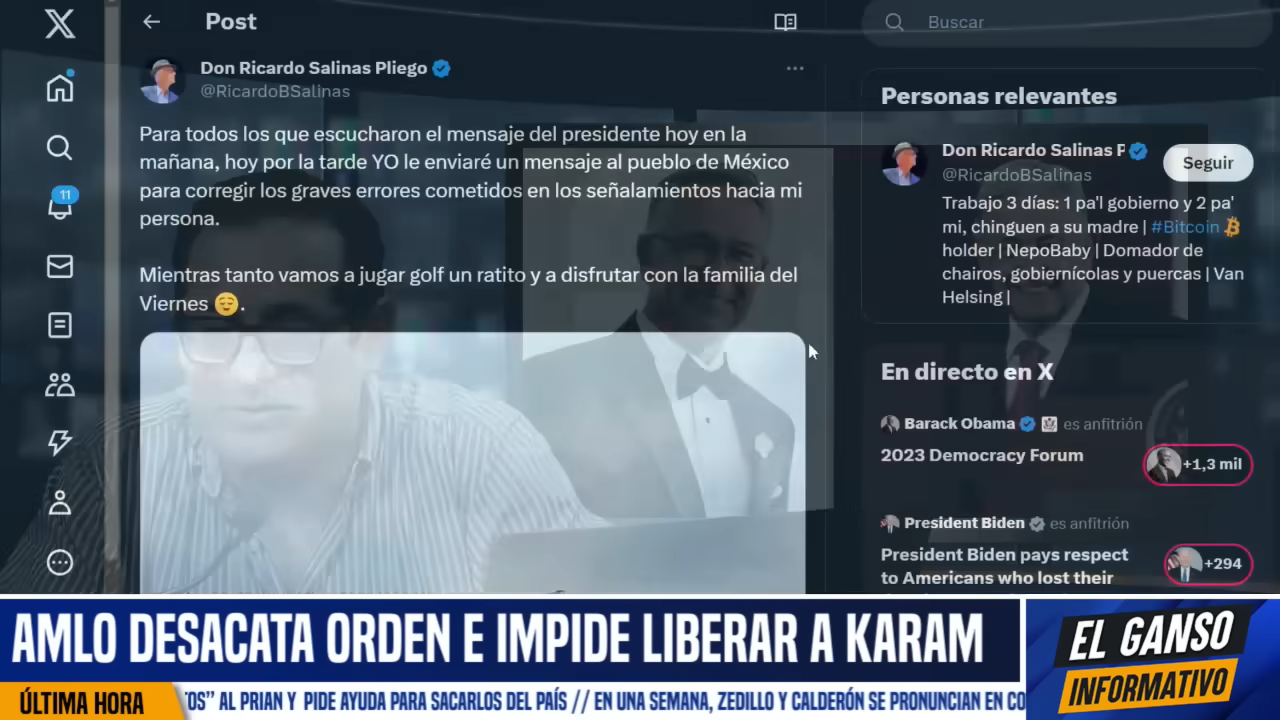 Post
Buscar
Don Ricardo Salinas Pliego
@RicardoBSalinas
Para todos los que escucharon el mensaje del presidente hoy en la
mañana, hoy por la tarde YO le enviaré un mensaje al pueblo de México
para corregir los graves errores cometidos en los señalamientos hacia mi
persona.
Mientras tanto vamos a jugar golf un ratito y a disfrutar con la familia del
Viernes 😌.
11
Personas relevantes
Don Ricardo Salinas P
@RicardoBSalinas
Seguir
Trabajo 3 días: 1 pa'l gobierno y 2 pa'
mi, chinguen a su madre | #Bitcoin
holder | NepoBaby | Domador de
chairos, gobiernícolas y puercas | Van
Helsing |
En directo en X
Barack Obama es anfitrión
2023 Democracy Forum
+1,3 mil
President Biden es anfitrión
President Biden pays respect
to Americans who lost their
+294
AMLO DESACATA ORDEN E IMPIDE LIBERAR A KARAM
EL GANSO
INFORMATIVO
ÚLTIMA HORA
OS” AL PRIAN Y PIDE AYUDA PARA SACARLOS DEL PAÍS // EN UNA SEMANA, ZEDILLO Y CALDERÓN SE PRONUNCIAN EN CO